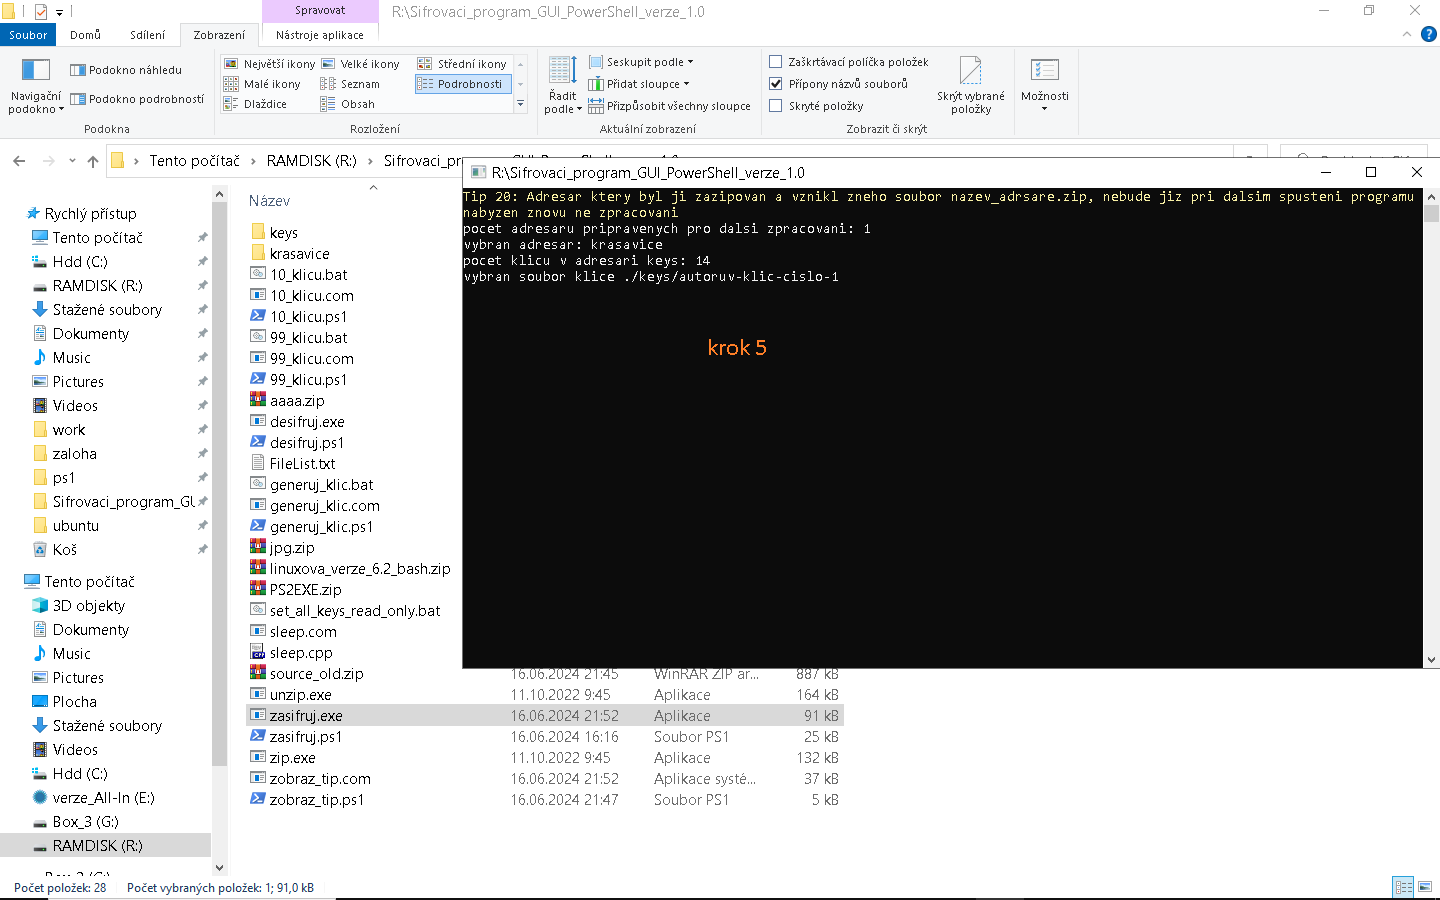 Spravovat
R:\Sifrovaci_program_GUI_PowerShell_verze_1.0
Soubor
Domů
Sdílení
Zobrazení
Nástroje aplikace
Navigační podokno
Podokno náhledu
Podokno podrobností
Podokna
Největší ikony
Velké ikony
Střední ikony
Malé ikony
Seznam
Podrobnosti
Dlaždice
Obsah
Rozložení
Řadit podle
Seskupit podle
Přidat sloupce
Přizpůsobit všechny sloupce
Aktuální zobrazení
Zaškrtávací políčka položek
Přípony názvů souborů
Skryté položky
Skrýt vybrané položky
Zobrazit či skrýt
Možnosti
Tento počítač
RAMDISK (R:)
Rychlý přístup
Tento počítač
Hdd (C:)
RAMDISK (R:)
Stažené soubory
Dokumenty
Music
Pictures
Videos
work
zaloha
ps1
Sifrovaci_program_GU
ubuntu
Koš
Tento počítač
3D objekty
Dokumenty
Music
Pictures
Plocha
Stažené soubory
Videos
Hdd (C:)
verze_All-In (E:)
Box_3 (G:)
RAMDISK (R:)
Název
keys
krasavice
10_klicu.bat
10_klicu.com
10_klicu.ps1
99_klicu.bat
99_klicu.com
99_klicu.ps1
aaaa.zip
desifruj.exe
desifruj.ps1
FileList.txt
generuj_klic.bat
generuj_klic.com
generuj_klic.ps1
jpg.zip
linuxova_verze_6.2_bash.zip
PS2EXE.zip
set_all_keys_read_only.bat
sleep.com
sleep.cpp
source_old.zip 16.06.2024 21:45 WinRAR ZIP ar... 887 kB
unzip.exe 11.10.2022 9:45 Aplikace 164 kB
zasifruj.exe 16.06.2024 21:52 Aplikace 91 kB
zasifruj.ps1 16.06.2024 16:16 Soubor PS1 25 kB
zip.exe 11.10.2022 9:45 Aplikace 132 kB
zobraz_tip.com 16.06.2024 21:52 Aplikace systé... 37 kB
zobraz_tip.ps1 16.06.2024 21:47 Soubor PS1 5 kB
R:\Sifrovaci_program_GUI_PowerShell_verze_1.0
Tip 20: Adresar ktery byl ji zazipovan a vznikl zneho soubor nazev_adrsare.zip, nebude jiz pri dalsim spusteni programu
nabyzen znovu ne zpracovani
pocet adresaru pripravenych pro dalsi zpracovani: 1
vybran adresar: krasavice
pocet klicu v adresari keys: 14
vybran soubor klice ./keys/autoruv-klic-cislo-1
krok 5
Počet položek: 28
Počet vybraných položek: 1; 91,0 kB